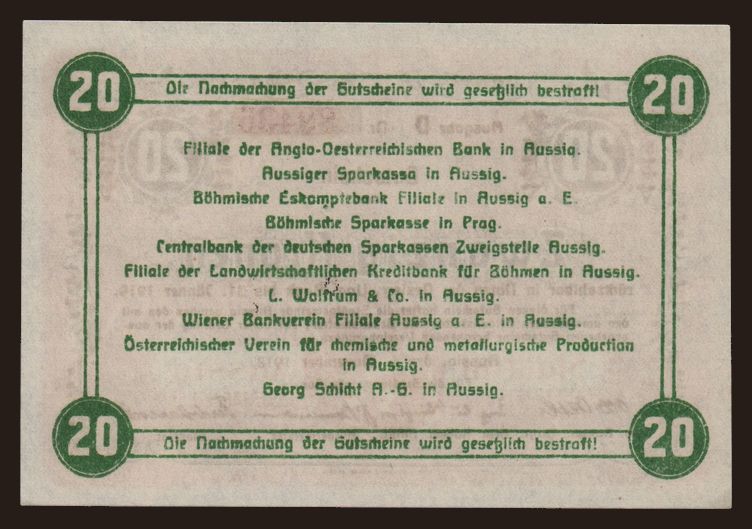 20 Die Nachmachung der Gutscheine wird gesetzlich bestraft! 20
Filiale der Anglo-Oesterreichischen Bank in Aussig.
Aussiger Sparkassa in Aussig.
Böhmische Eskomptebank Filiale in Aussig a. E.
Böhmische Sparkasse in Prag.
Centralbank der deutschen Sparkassen Zweigstelle Aussig.
Filiale der Landwirtschaftlichen Kreditbank für Böhmen in Aussig.
L. Wolfrum & Co. in Aussig.
Wiener Bankverein Filiale Aussig a. E. in Aussig.
Österreichischer Verein für chemische und metallurgische Production
in Aussig.
Georg Schicht A.-G. in Aussig.
20 Die Nachmachung der Gutscheine wird gesetzlich bestraft! 20